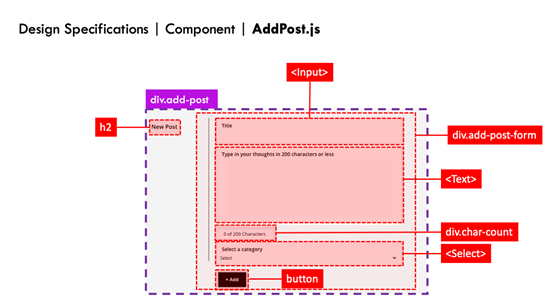 Design Specifications | Component | AddPost.js
<Input>
div.add-post
h2
New Post
Title
div.add-post-form
Type in your thoughts in 200 characters or less
<Text>
0 of 200 Characters
div.char-count
Select a category
<Select>
Select
+ Add
button